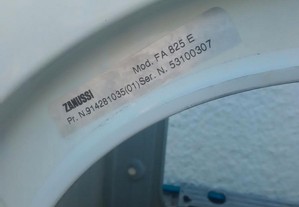 ZANUSSI Mod. FA 825 E
Pr. N.914281035(01)Ser. N. 53100307